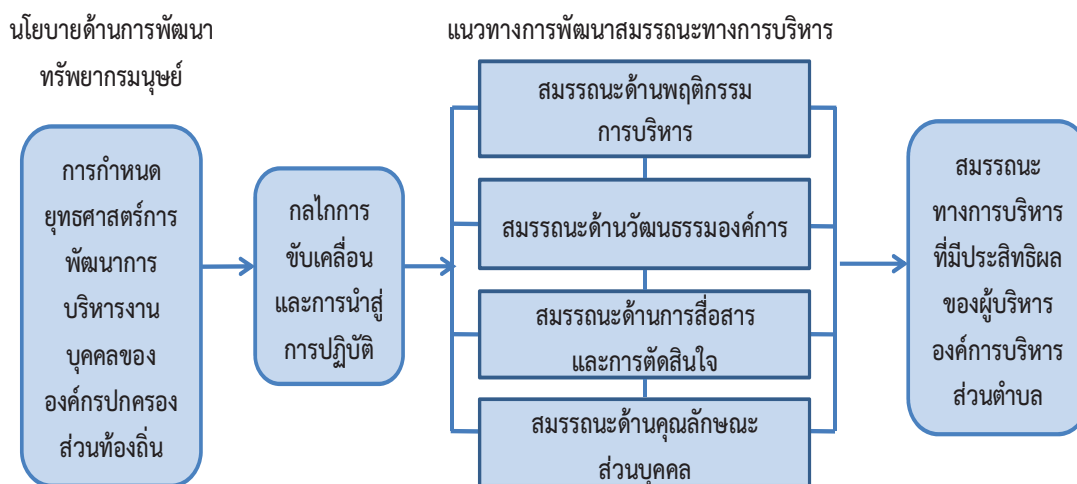 นโยบายด้านการพัฒนา
ทรัพยากรมนุษย์
การกำหนด
ยุทธศาสตร์การ
พัฒนาการ
บริหารงาน
บุคคลของ
องค์กรปกครอง
ส่วนท้องถิ่น
กลไกการ
ขับเคลื่อน
และการนำสู่
การปฏิบัติ
แนวทางการพัฒนาสมรรถนะทางการบริหาร
สมรรถนะด้านพฤติกรรม
การบริหาร
สมรรถนะด้านวัฒนธรรมองค์การ
สมรรถนะด้านการสื่อสาร
และการตัดสินใจ
สมรรถนะด้านคุณลักษณะ
ส่วนบุคคล
สมรรถนะ
ทางการบริหาร
ที่มีประสิทธิผล
ของผู้บริหาร
องค์การบริหาร
ส่วนตำบล